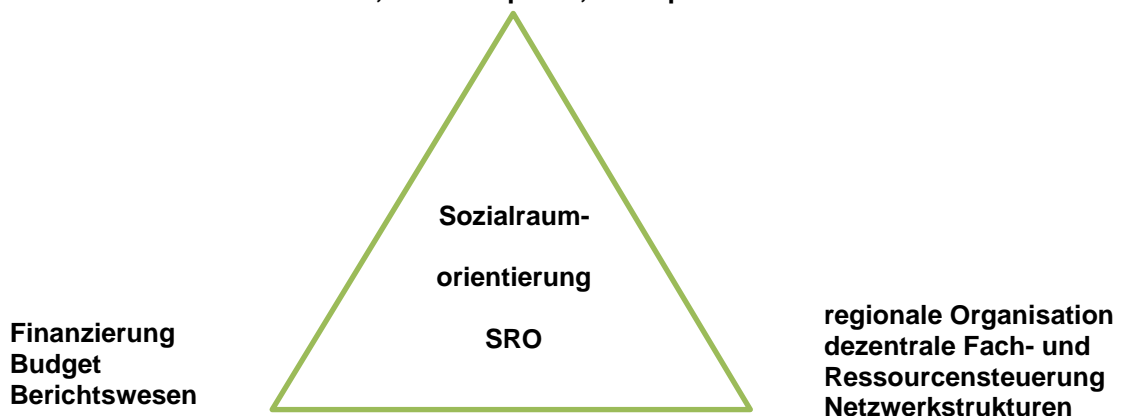 Sozialraum-
orientierung
SRO
Finanzierung
Budget
Berichtswesen
regionale Organisation
dezentrale Fach- und
Ressourcensteuerung
Netzwerkstrukturen